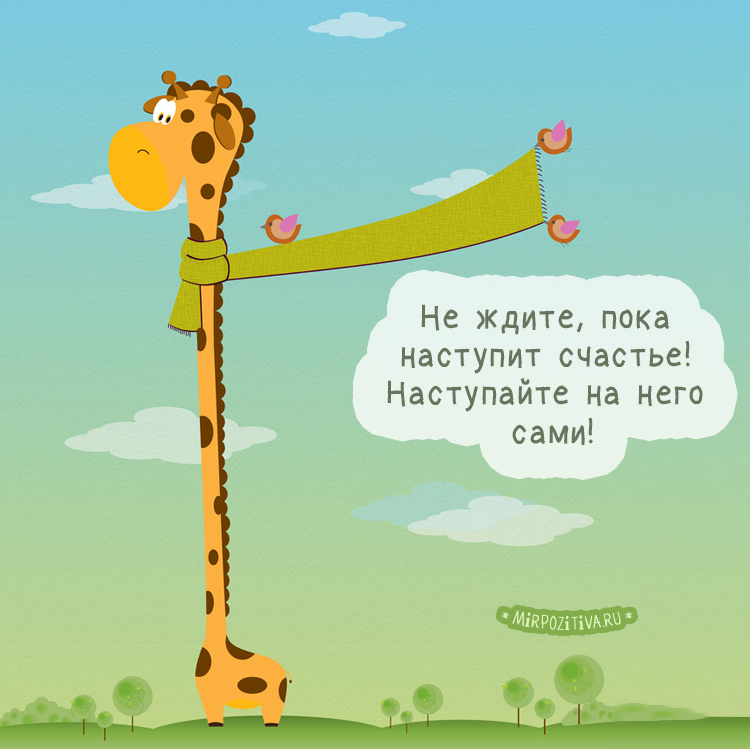 Не ждите, пока
наступит счастье!
Наступайте на него
сами!
MIRPOZITIVA.RU